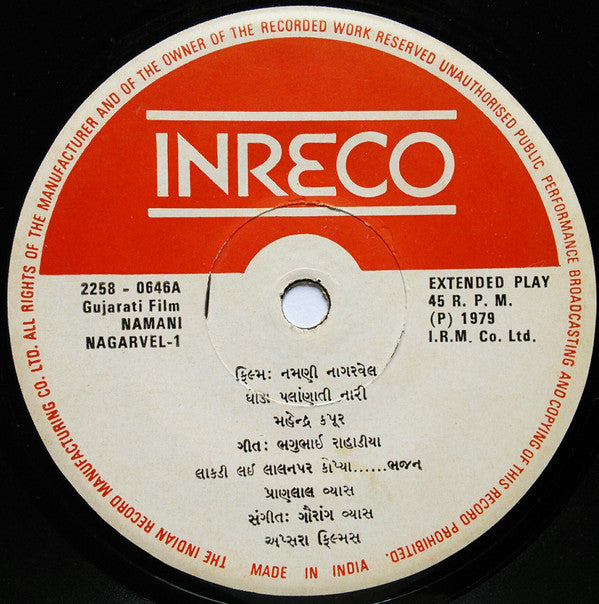 THE INDIAN RECORD MANUFACTURING CO. LTD. ALL RIGHTS OF THE MANUFACTURER AND OF THE OWNER OF THE RECORDED WORK RESERVED UNAUTHORISED PUBLIC PERFORMANCE BROADCASTING AND COPYING OF THIS RECORD PROHIBITED.
INRECO
2258 - 0646A
Gujarati Film
NAMANI
NAGARVEL-1
EXTENDED PLAY
45 R. P. M.
(P) 1979
I.R.M. Co. Ltd.
ફિલ્મ: નમણી નાગરવેલ
ઘોડા પલાંણાતી નારી
મહેન્દ્ર કપૂર
ગીત: ભગુભાઈ રાહાડીયા
લાકડી લઈ લાલનપર કોપ્યા......ભજન
પ્રાણલાલ વ્યાસ
સંગીત: ગૌરાંગ વ્યાસ
અપ્સરા ફિલ્મસ
MADE IN INDIA